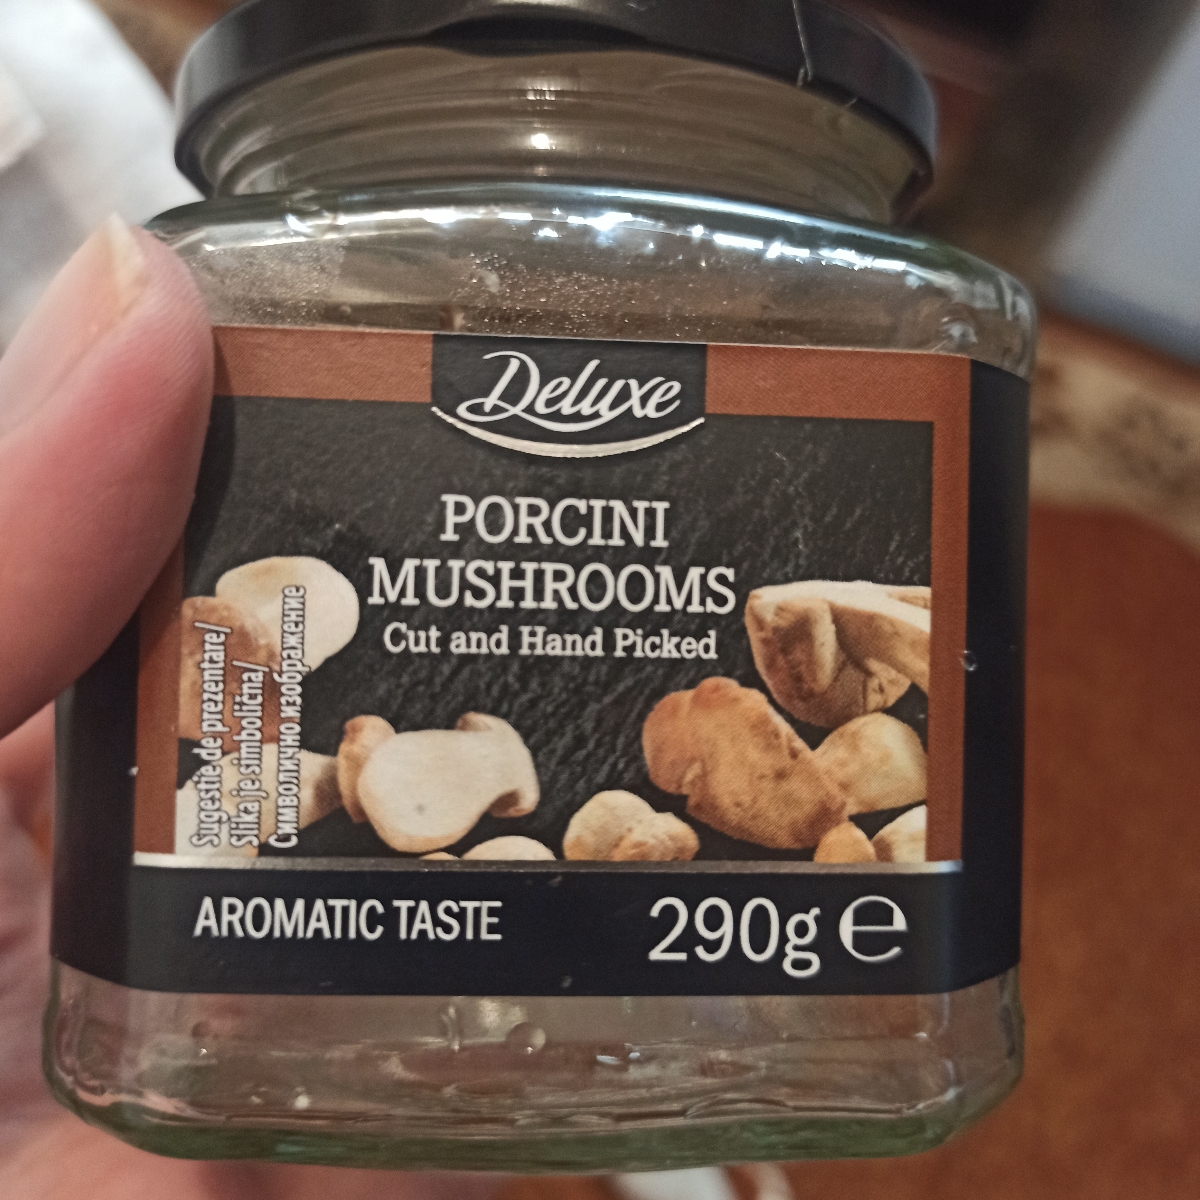 Deluxe
PORCINI
MUSHROOMS
Cut and Hand Picked
Sugestie de prezentare/
Slika je simbolična/
Символично изображение
AROMATIC TASTE
290g ℮